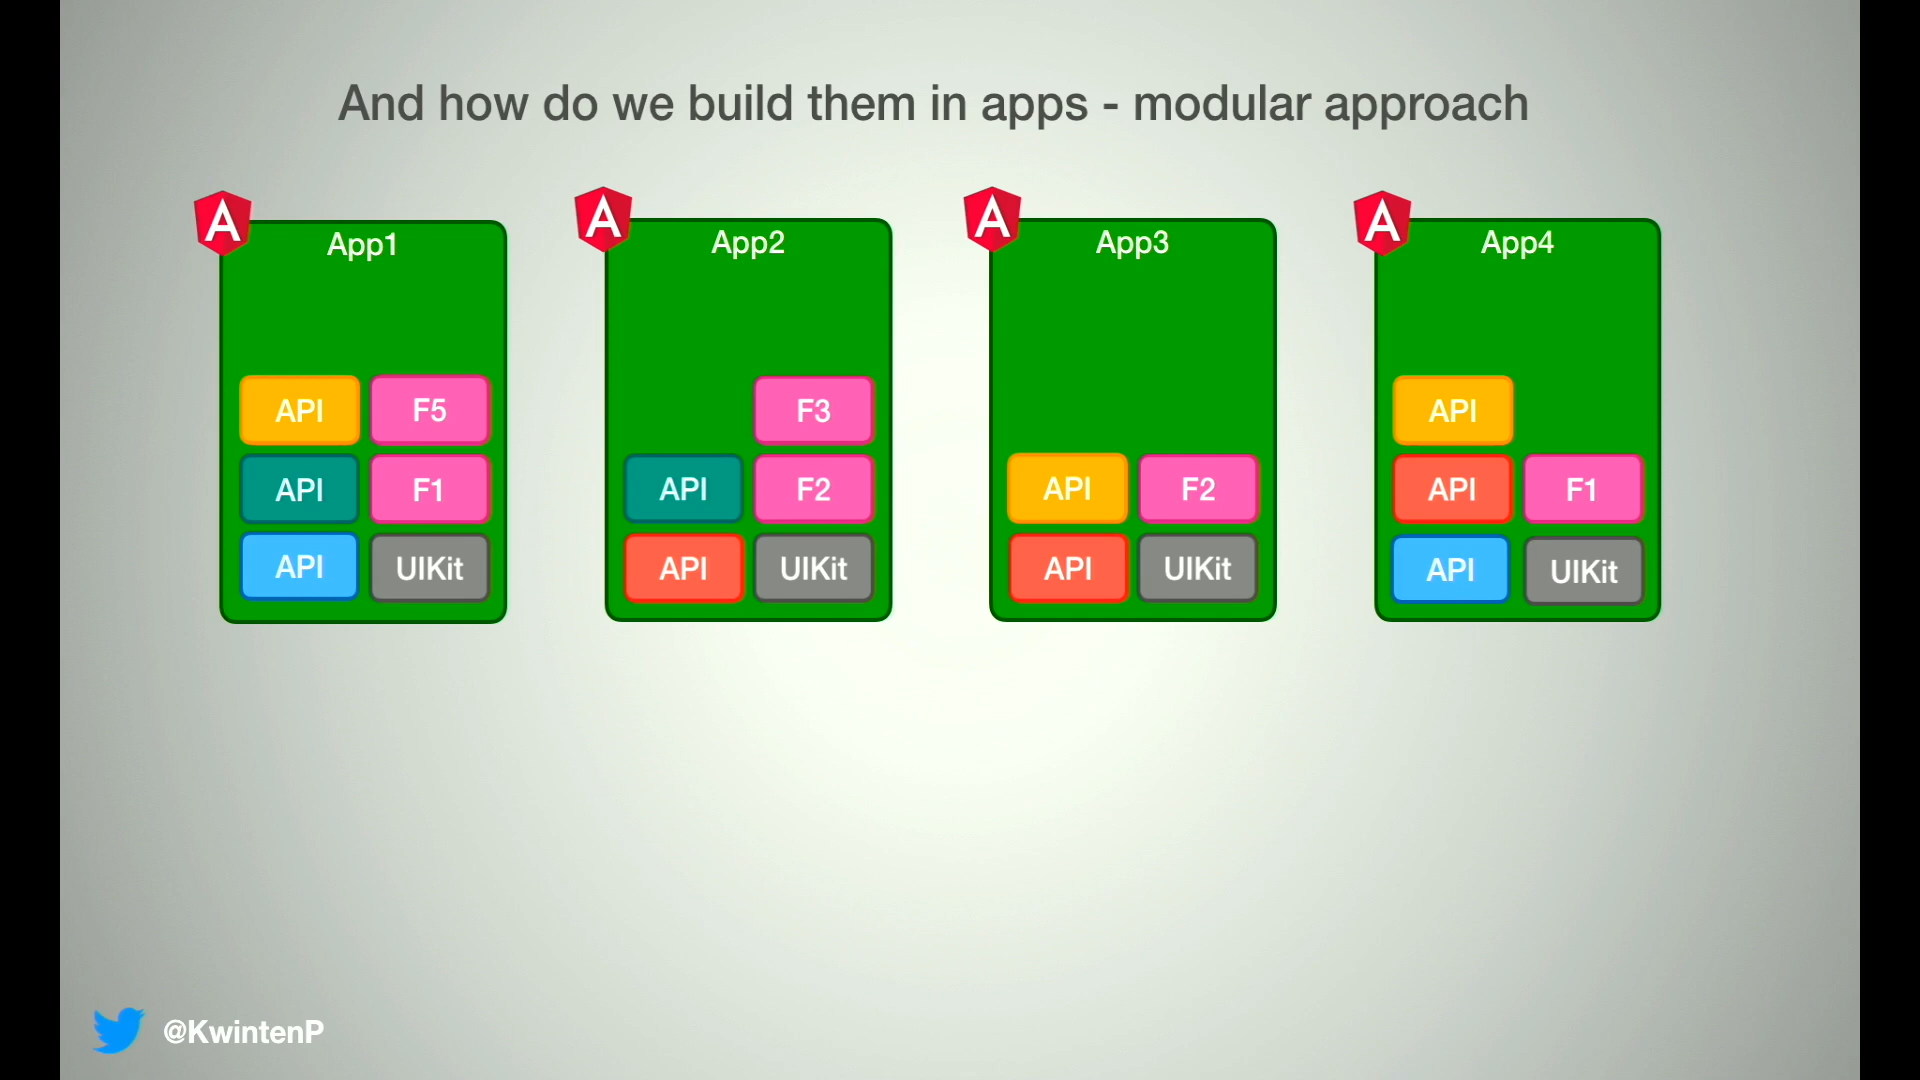 And how do we build them in apps - modular approach
A
App1
API
F5
API
F1
API
UIKit
A
App2
F3
API
F2
API
UIKit
A
App3
API
F2
API
UIKit
A
App4
API
API
F1
API
UIKit
@KwintenP